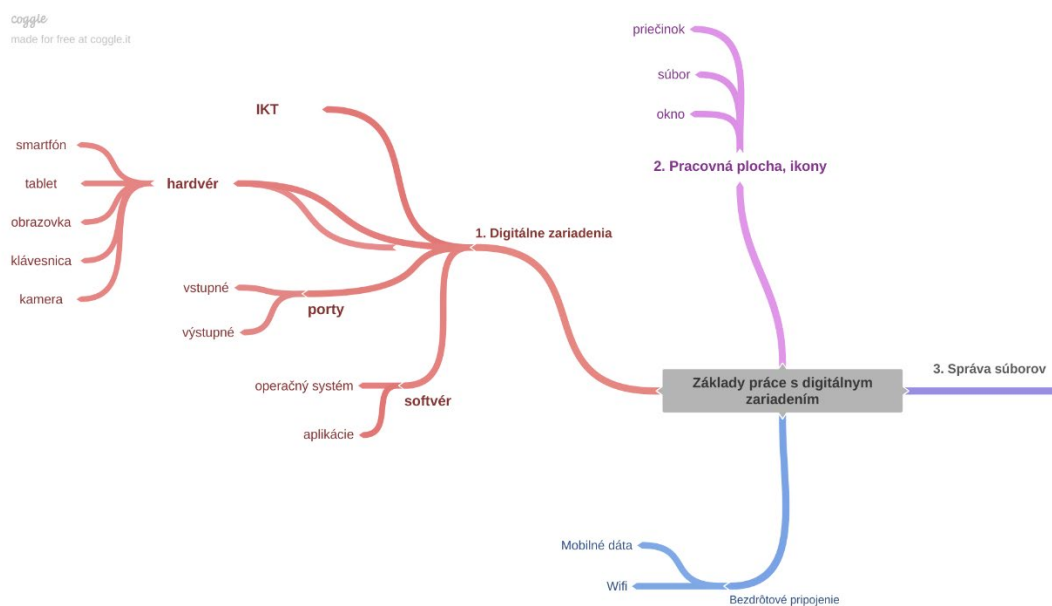 coggle
made for free at coggle.it
IKT
smartfón
tablet
obrazovka
klávesnica
kamera
hardvér
vstupné
výstupné
porty
operačný systém
aplikácie
softvér
1. Digitálne zariadenia
priečinok
súbor
okno
2. Pracovná plocha, ikony
Základy práce s digitálnym
zariadením
3. Správa súborov
Mobilné dáta
Wifi
Bezdrôtové pripojenie